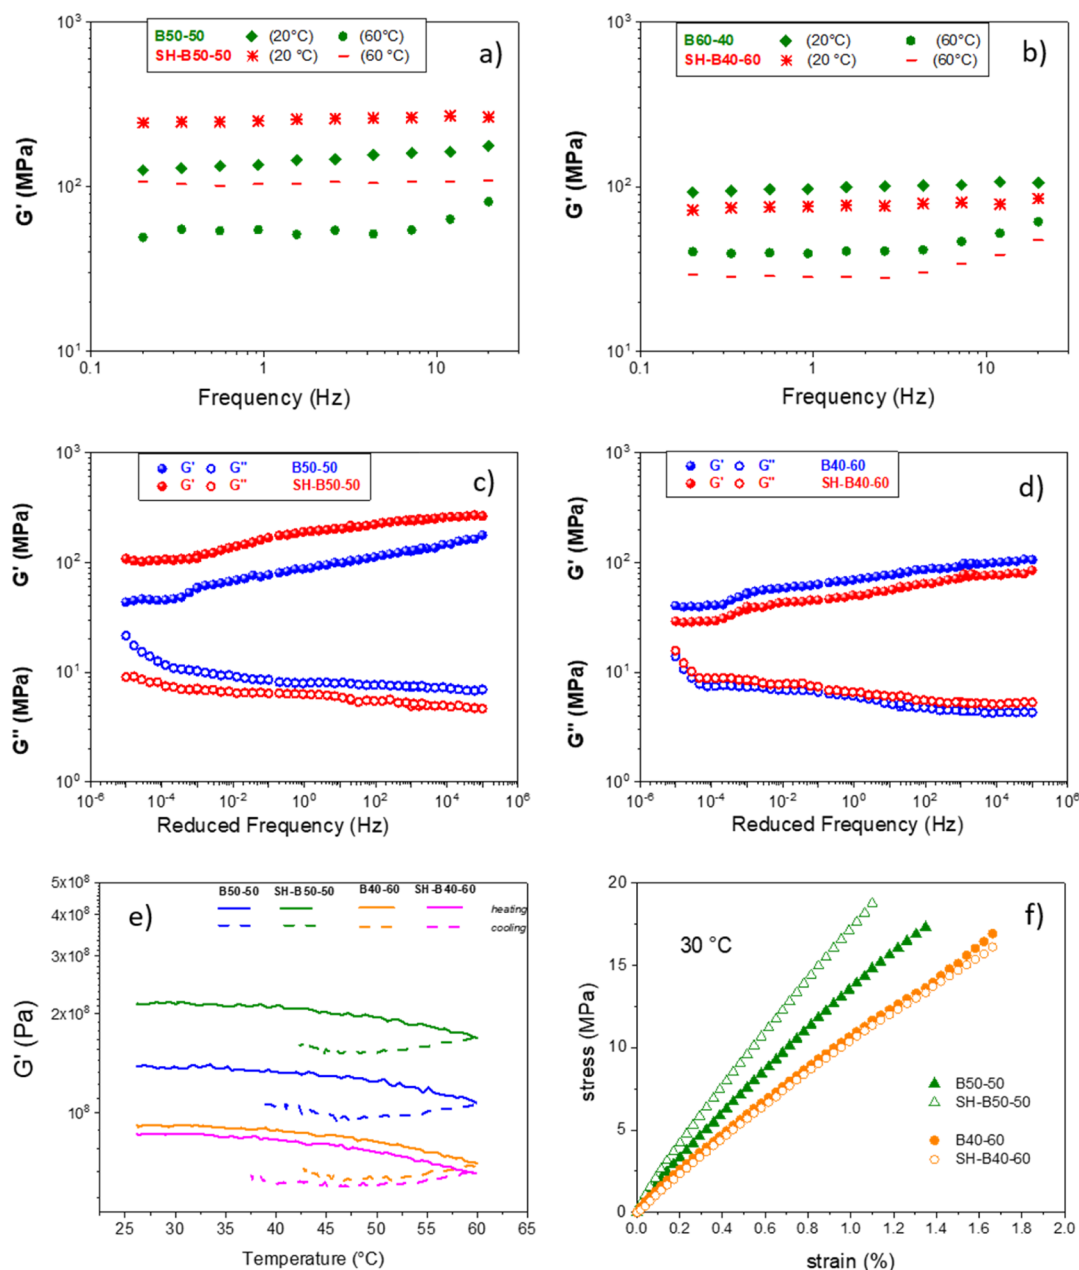 10³
B50-50 (20°C) (60°C)
SH-B50-50 (20 °C) (60 °C)
a)
G' (MPa)
10²
10¹
0.1 1 10
Frequency (Hz)
10³
B60-40 (20°C) (60°C)
SH-B40-60 (20 °C) (60°C)
b)
G' (MPa)
10²
10¹
0.1 1 10
Frequency (Hz)
10³
G' G" B50-50
G' G" SH-B50-50
c)
G' (MPa)
10²
10¹
G" (MPa)
10⁰
10⁻⁶ 10⁻⁴ 10⁻² 10⁰ 10² 10⁴ 10⁶
Reduced Frequency (Hz)
10³
G' G" B40-60
G' G" SH-B40-60
d)
G' (MPa)
10²
10¹
G" (MPa)
10⁰
10⁻⁶ 10⁻⁴ 10⁻² 10⁰ 10² 10⁴ 10⁶
Reduced Frequency (Hz)
5x10⁸
B50-50 SH-B50-50 B40-60 SH-B40-60
heating
cooling
e)
4x10⁸
3x10⁸
2x10⁸
10⁸
G' (Pa)
25 30 35 40 45 50 55 60 65
Temperature (°C)
20
15
10
5
0
30 °C
f)
stress (MPa)
B50-50
SH-B50-50
B40-60
SH-B40-60
0.0 0.2 0.4 0.6 0.8 1.0 1.2 1.4 1.6 1.8 2.0
strain (%)